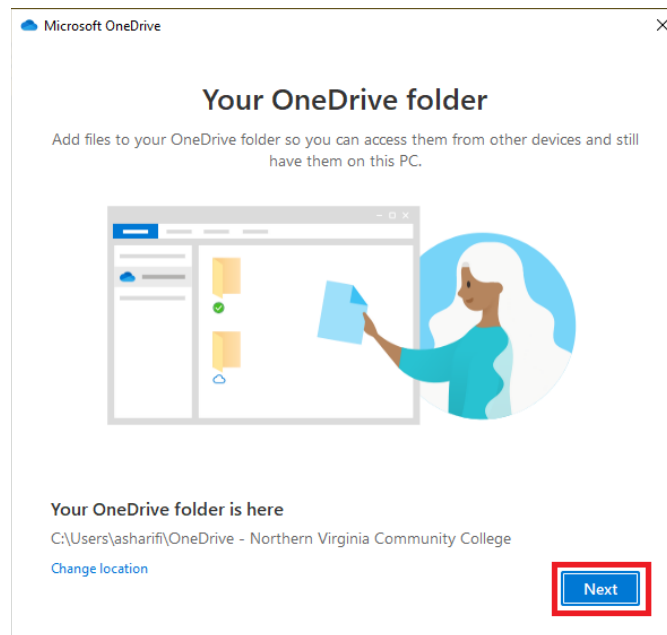 Microsoft OneDrive
Your OneDrive folder
Add files to your OneDrive folder so you can access them from other devices and still
have them on this PC.
Your OneDrive folder is here
C:\Users\asharifi\OneDrive - Northern Virginia Community College
Change location
Next